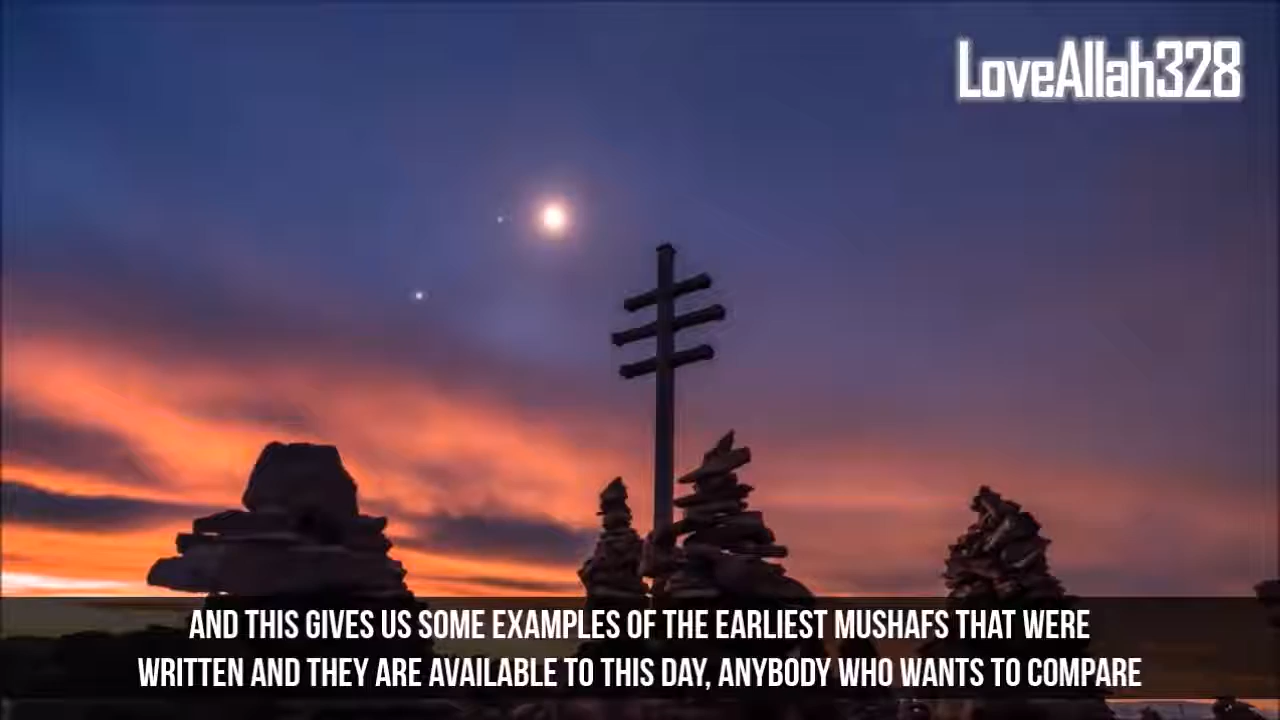 LoveAllah328
AND THIS GIVES US SOME EXAMPLES OF THE EARLIEST MUSHAFS THAT WERE
WRITTEN AND THEY ARE AVAILABLE TO THIS DAY, ANYBODY WHO WANTS TO COMPARE